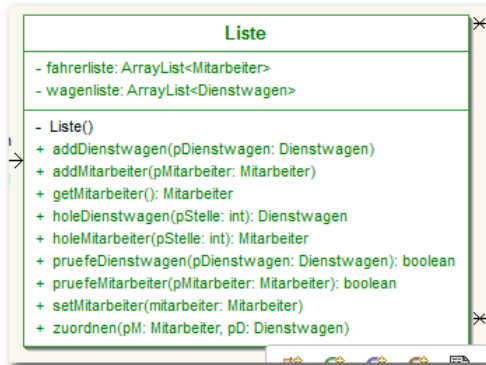 Liste
- fahrerliste: ArrayList<Mitarbeiter>
- wagenliste: ArrayList<Dienstwagen>
- Liste()
+ addDienstwagen(pDienstwagen: Dienstwagen)
+ addMitarbeiter(pMitarbeiter: Mitarbeiter)
+ getMitarbeiter(): Mitarbeiter
+ holeDienstwagen(pStelle: int): Dienstwagen
+ holeMitarbeiter(pStelle: int): Mitarbeiter
+ pruefeDienstwagen(pDienstwagen: Dienstwagen): boolean
+ pruefeMitarbeiter(pMitarbeiter: Mitarbeiter): boolean
+ setMitarbeiter(mitarbeiter: Mitarbeiter)
+ zuordnen(pM: Mitarbeiter, pD: Dienstwagen)